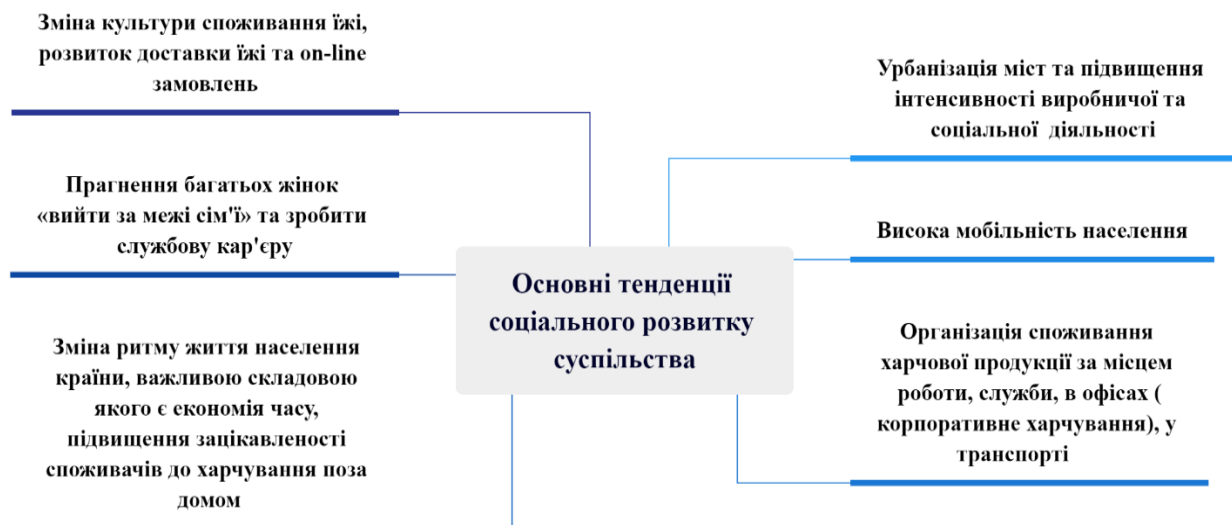 Зміна культури споживання їжі,
розвиток доставки їжі та on-line
замовлень
Прагнення багатьох жінок
«вийти за межі сім'ї» та зробити
службову кар'єру
Зміна ритму життя населення
країни, важливою складовою
якого є економія часу,
підвищення зацікавленості
споживачів до харчування поза
домом
Основні тенденції
соціального розвитку
суспільства
Урбанізація міст та підвищення
інтенсивності виробничої та
соціальної діяльності
Висока мобільність населення
Організація споживання
харчової продукції за місцем
роботи, служби, в офісах (
корпоративне харчування), у
транспорті